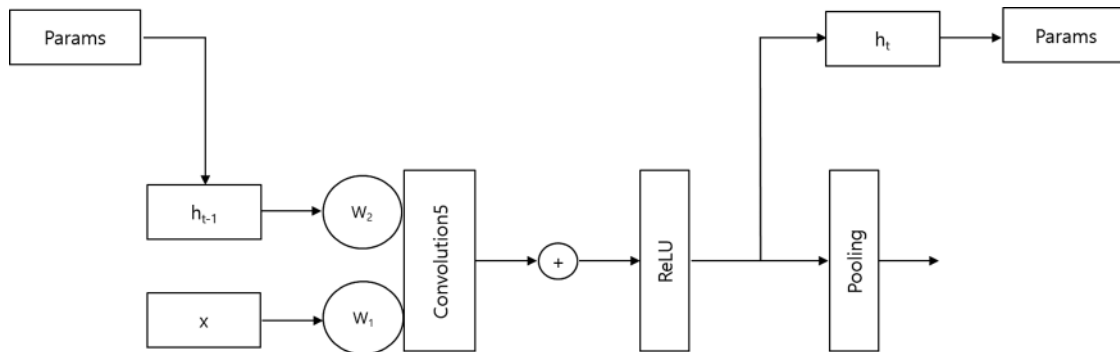 Params
h_t
Params
h_{t-1}
W_2
Convolution5
+
ReLU
Pooling
x
W_1